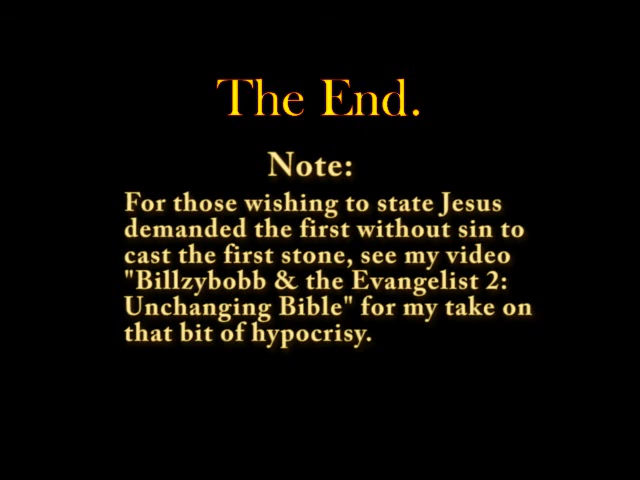 The End.
Note:
For those wishing to state Jesus
demanded the first without sin to
cast the first stone, see my video
"Billzybobb & the Evangelist 2:
Unchanging Bible" for my take on
that bit of hypocrisy.